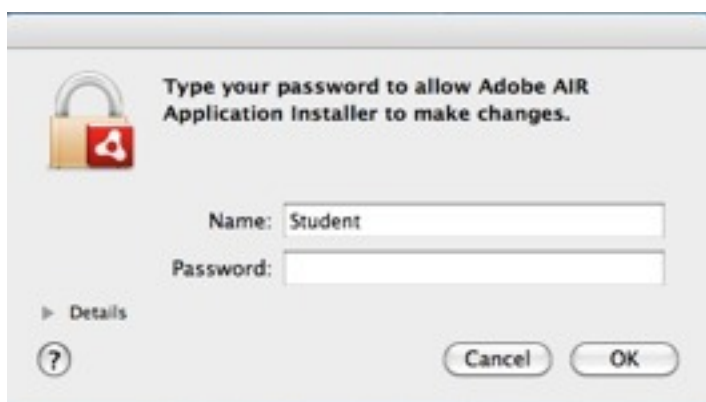 Type your password to allow Adobe AIR
Application Installer to make changes.
Name: Student
Password:
Details
?
Cancel OK